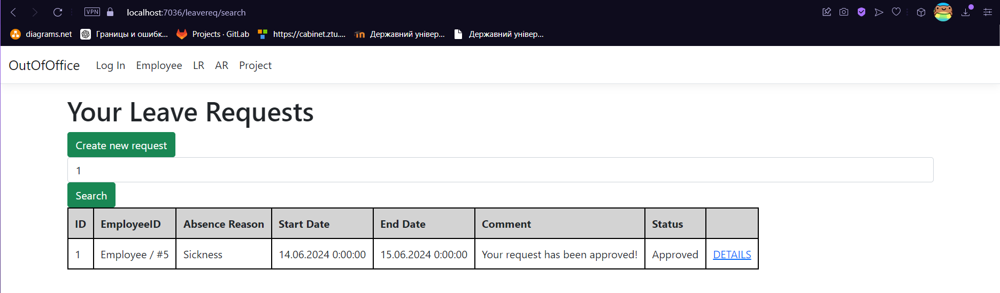 VPN localhost:7036/leavereq/search
diagrams.net Границы и ошибк... Projects · GitLab https://cabinet.ztu.... Державний універ... Державний універ...
OutOfOffice Log In Employee LR AR Project
Your Leave Requests
Create new request
1
Search
ID EmployeeID Absence Reason Start Date End Date Comment Status
1 Employee / #5 Sickness 14.06.2024 0:00:00 15.06.2024 0:00:00 Your request has been approved! Approved DETAILS